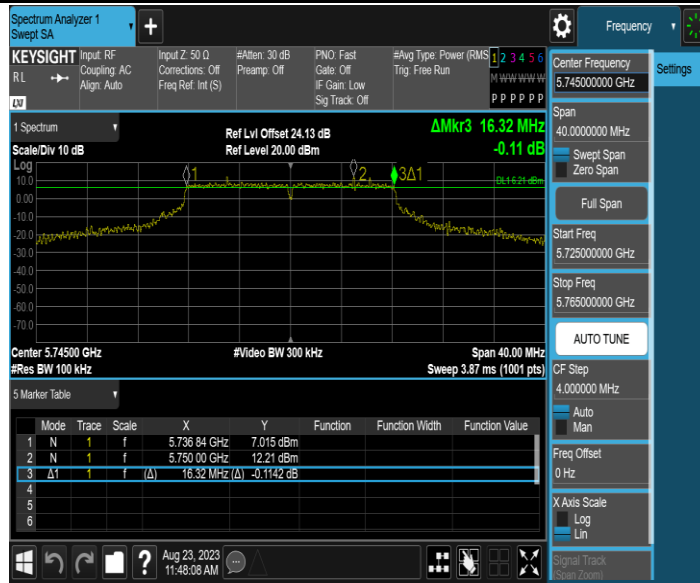 Spectrum Analyzer 1
Swept SA
+
Frequency
KEYSIGHT
RL
LXI
Input: RF
Coupling: AC
Align: Auto
Input Z: 50 Ω
Corrections: Off
Freq Ref: Int (S)
#Atten: 30 dB
Preamp: Off
PNO: Fast
Gate: Off
IF Gain: Low
Sig Track: Off
#Avg Type: Power (RMS
Trig: Free Run
1 2 3 4 5 6
M W W W W W
P P P P P P
Center Frequency
5.745000000 GHz
Settings
Span
40.0000000 MHz
Swept Span
Zero Span
Full Span
Start Freq
5.725000000 GHz
Stop Freq
5.765000000 GHz
AUTO TUNE
CF Step
4.000000 MHz
Auto
Man
Freq Offset
0 Hz
X Axis Scale
Log
Lin
Signal Track
(Span Zoom)
1 Spectrum
Scale/Div 10 dB
Log
Ref Lvl Offset 24.13 dB
Ref Level 20.00 dBm
ΔMkr3 16.32 MHz
-0.11 dB
1
2
3Δ1
DL1 6.21 dBm
10.0
0.00
-10.0
-20.0
-30.0
-40.0
-50.0
-60.0
-70.0
Center 5.74500 GHz
#Res BW 100 kHz
#Video BW 300 kHz
Span 40.00 MHz
Sweep 3.87 ms (1001 pts)
5 Marker Table
Mode Trace Scale X Y Function Function Width Function Value
1 N 1 f 5.736 84 GHz 7.015 dBm
2 N 1 f 5.750 00 GHz 12.21 dBm
3 Δ1 1 f (Δ) 16.32 MHz (Δ) -0.1142 dB
4
5
6
?
Aug 23, 2023
11:48:08 AM